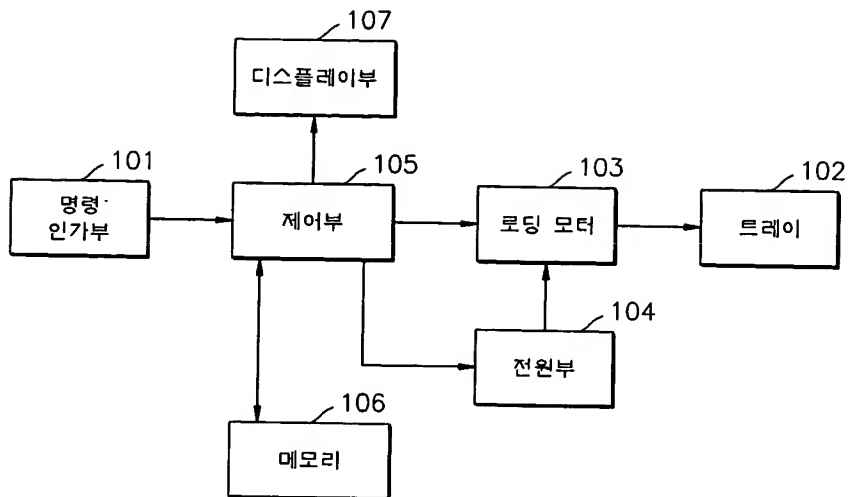 107
디스플레이부
101
명령·
인가부
105
제어부
103
로딩 모터
102
트레이
104
전원부
106
메모리